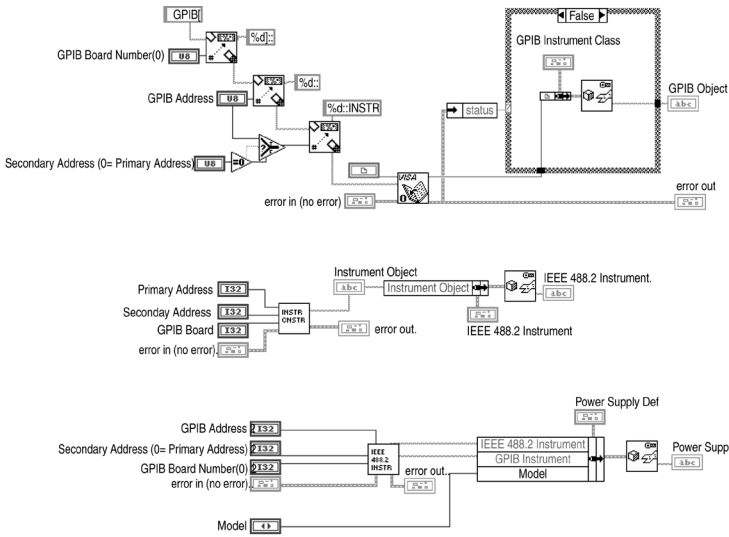 GPIB[
False
%d]::
GPIB Instrument Class
GPIB Board Number(0) U8
%d::
GPIB Address U8
GPIB Object
abc
%d::INSTR
status
Secondary Address (0= Primary Address) U8 =0
VISA
error in (no error)
error out
Instrument Object
abc
Instrument Object
IEEE 488.2 Instrument.
abc
Primary Address I32
Seconday Address I32
GPIB Board I32
INSTR
CNSTR
error out.
IEEE 488.2 Instrument
error in (no error).
Power Supply Def
GPIB Address I32
Secondary Address (0= Primary Address) I32
GPIB Board Number(0) I32
error in (no error).
IEEE
488.2
INSTR
error out.
IEEE 488.2 Instrument
GPIB Instrument
Model
Power Supp
abc
Model